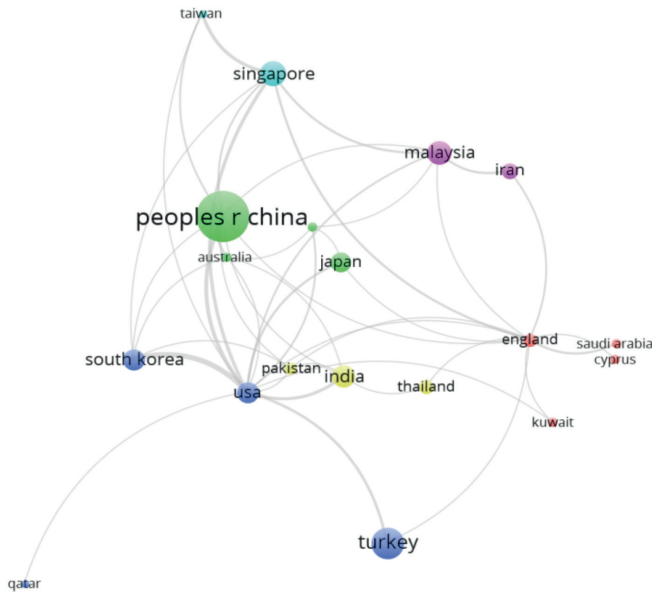 taiwan
singapore
malaysia
iran
peoples r china
australia
japan
england
saudi arabia
cyprus
south korea
pakistan
india
thailand
usa
kuwait
turkey
qatar